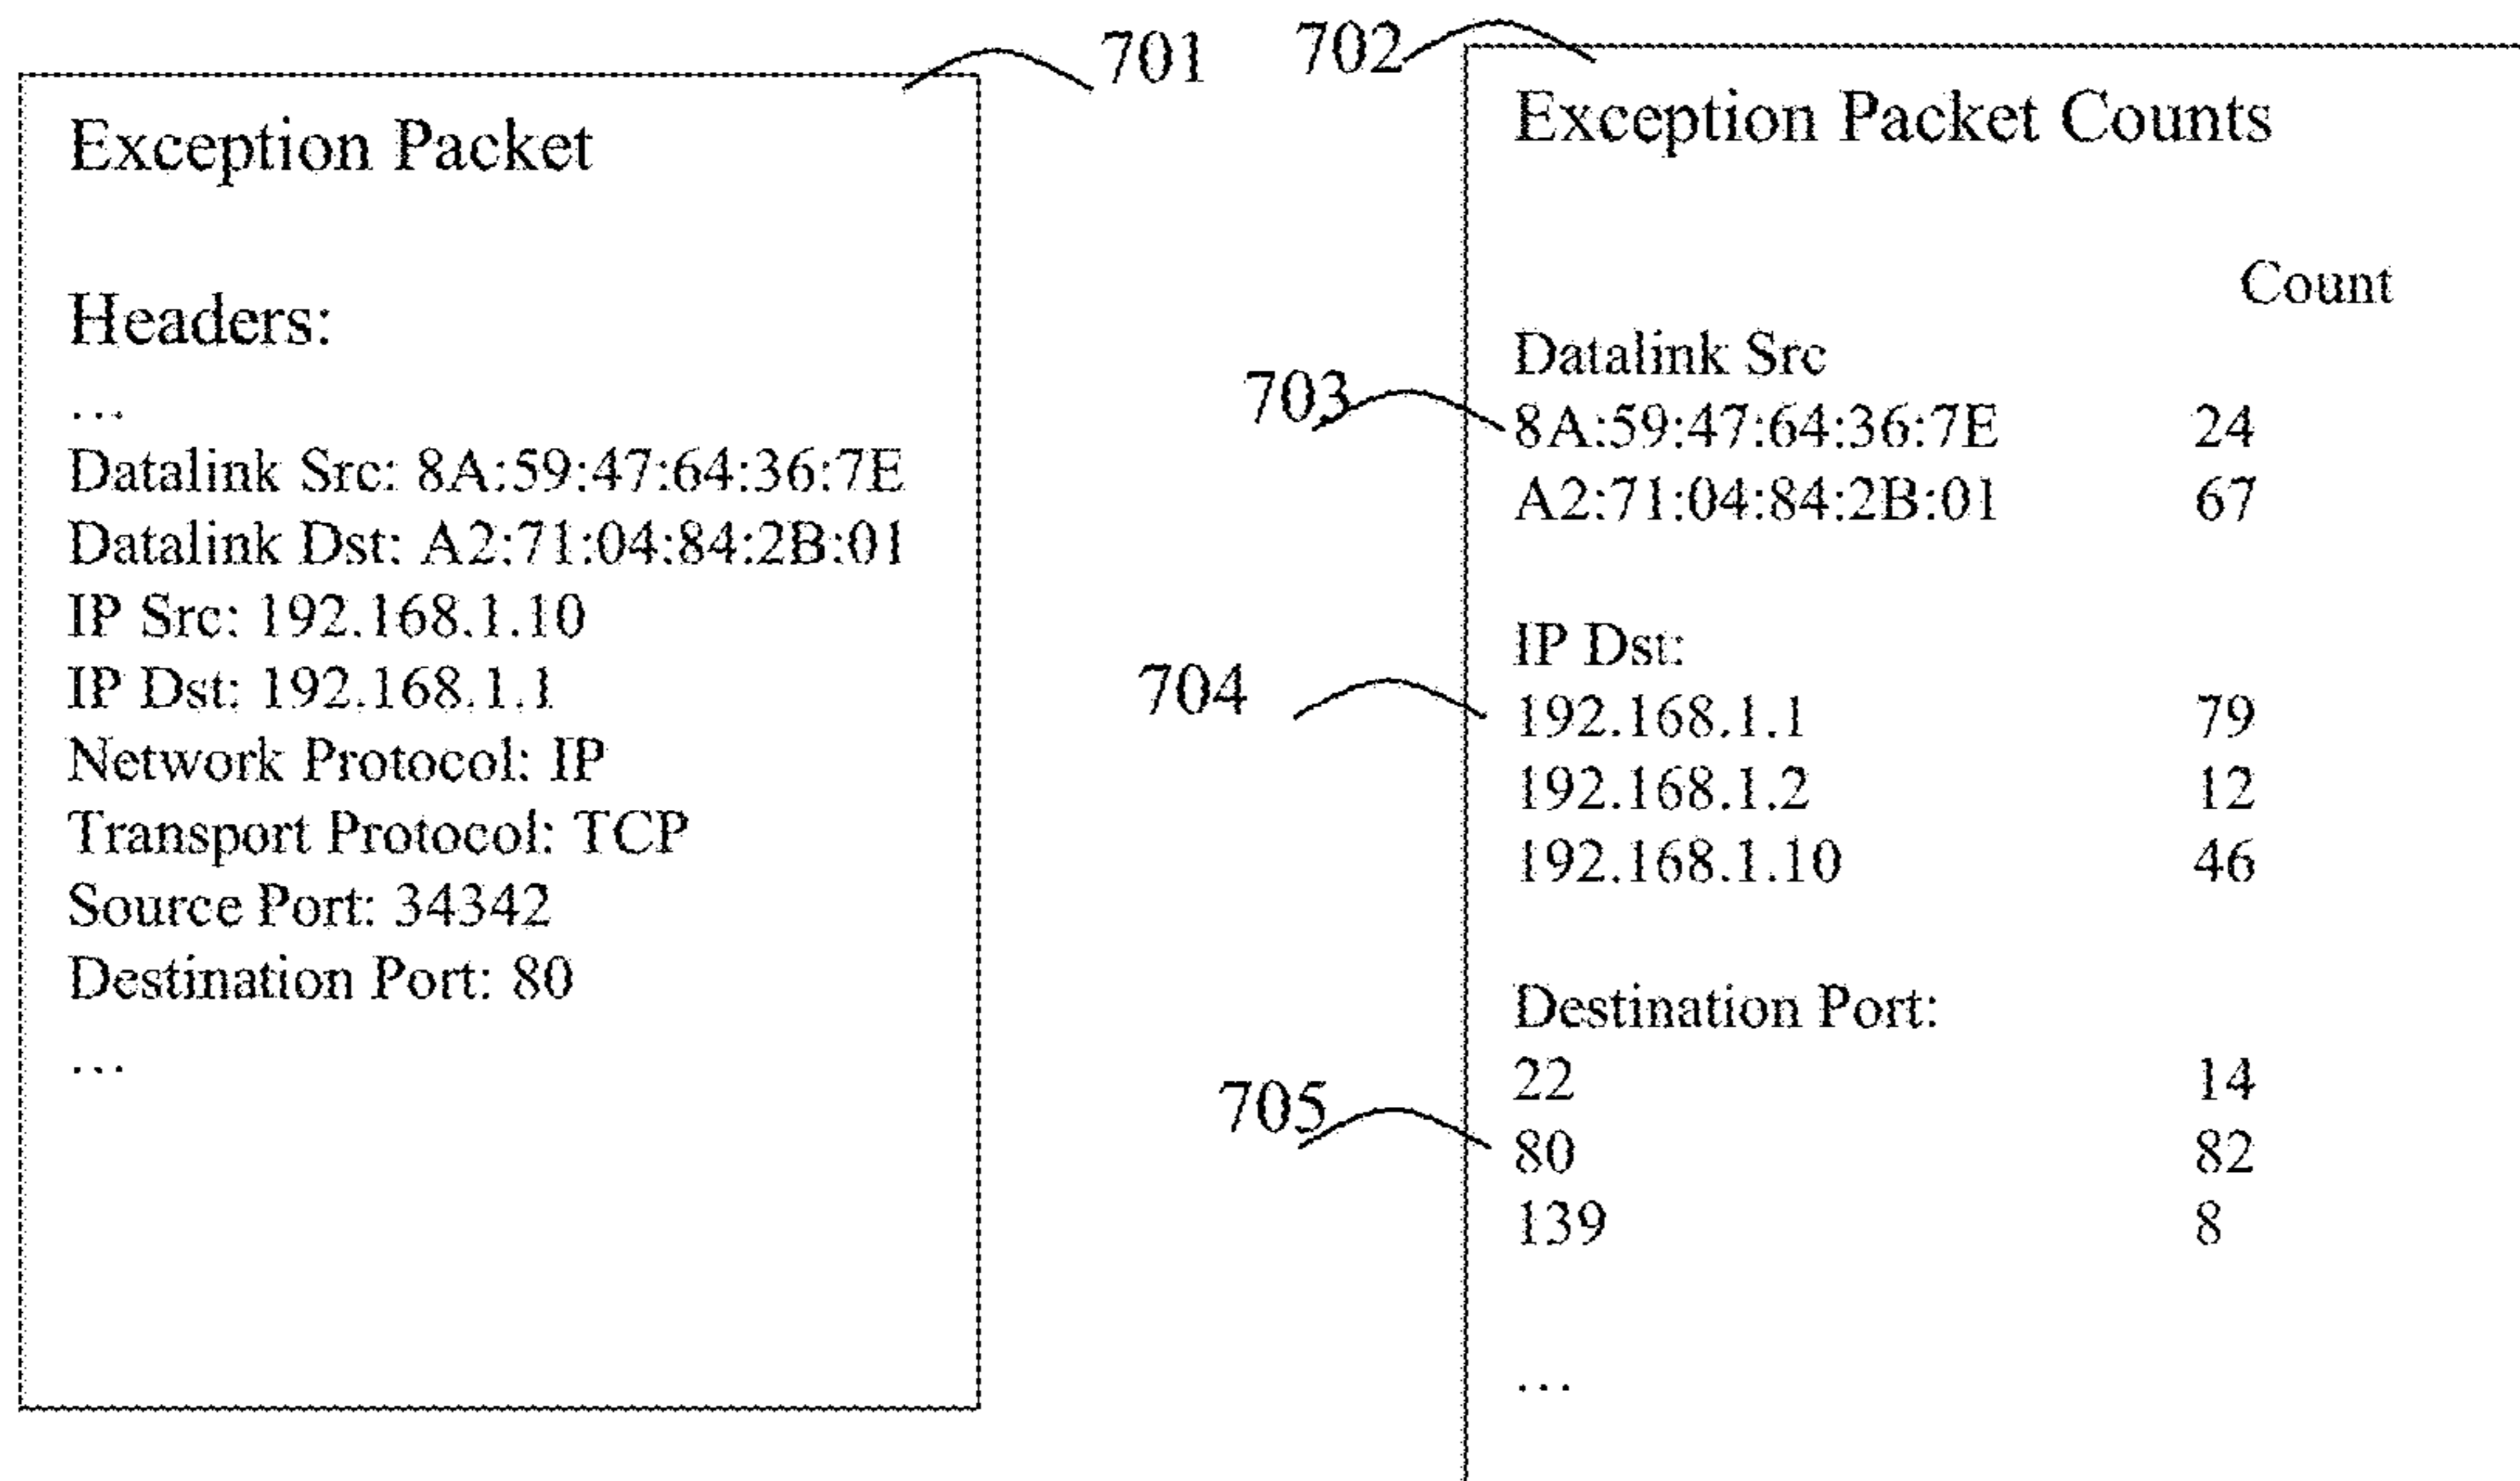 701
Exception Packet
Headers:
...
Datalink Src: 8A:59:47:64:36:7E
Datalink Dst: A2:71:04:84:2B:01
IP Src: 192.168.1.10
IP Dst: 192.168.1.1
Network Protocol: IP
Transport Protocol: TCP
Source Port: 34342
Destination Port: 80
...
702
Exception Packet Counts
Count
Datalink Src
703
8A:59:47:64:36:7E 24
A2:71:04:84:2B:01 67
IP Dst:
704
192.168.1.1 79
192.168.1.2 12
192.168.1.10 46
Destination Port:
22 14
705
80 82
139 8
...